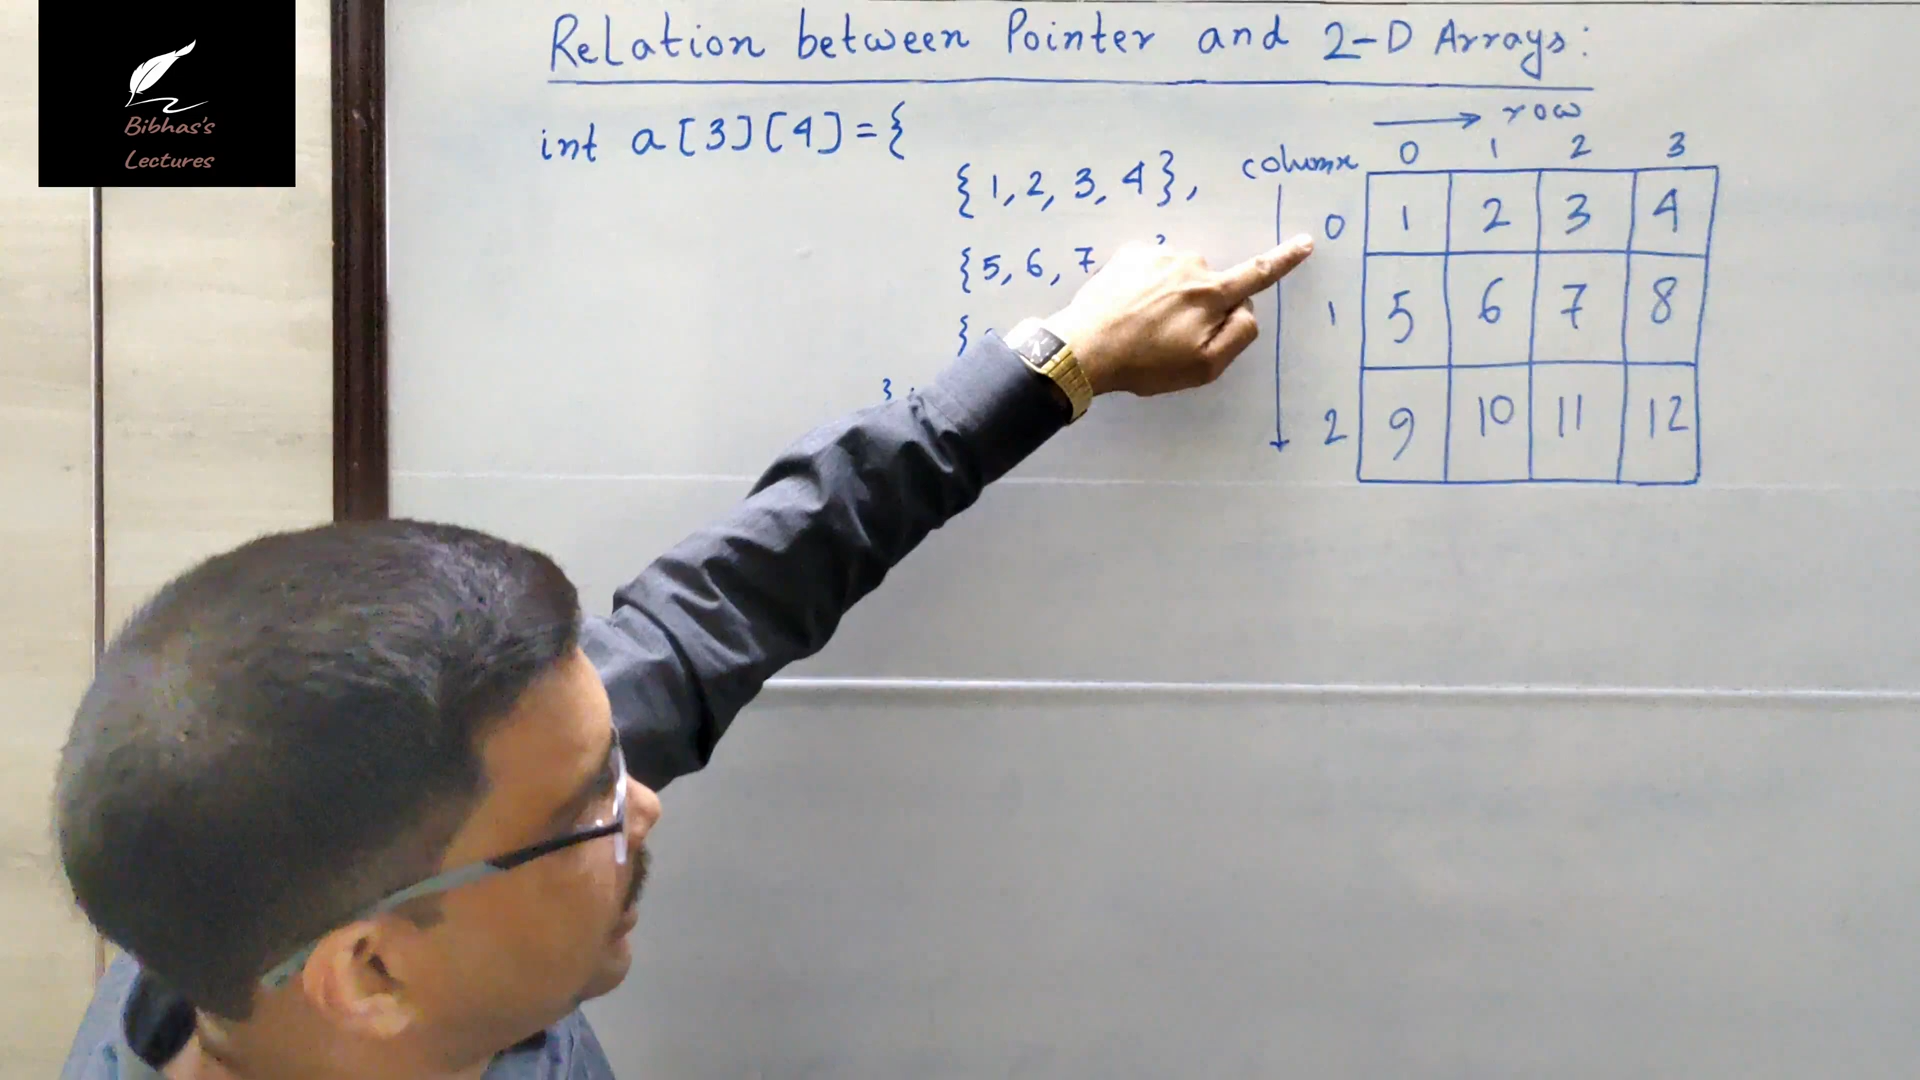 Bibhas's
Lectures
Relation between Pointer and 2-D Arrays:
int a[3][4]={
{1, 2, 3, 4},
{5, 6, 7
{
row
column
0 1 2 3
0 1 2 3 4
1 5 6 7 8
2 9 10 11 12